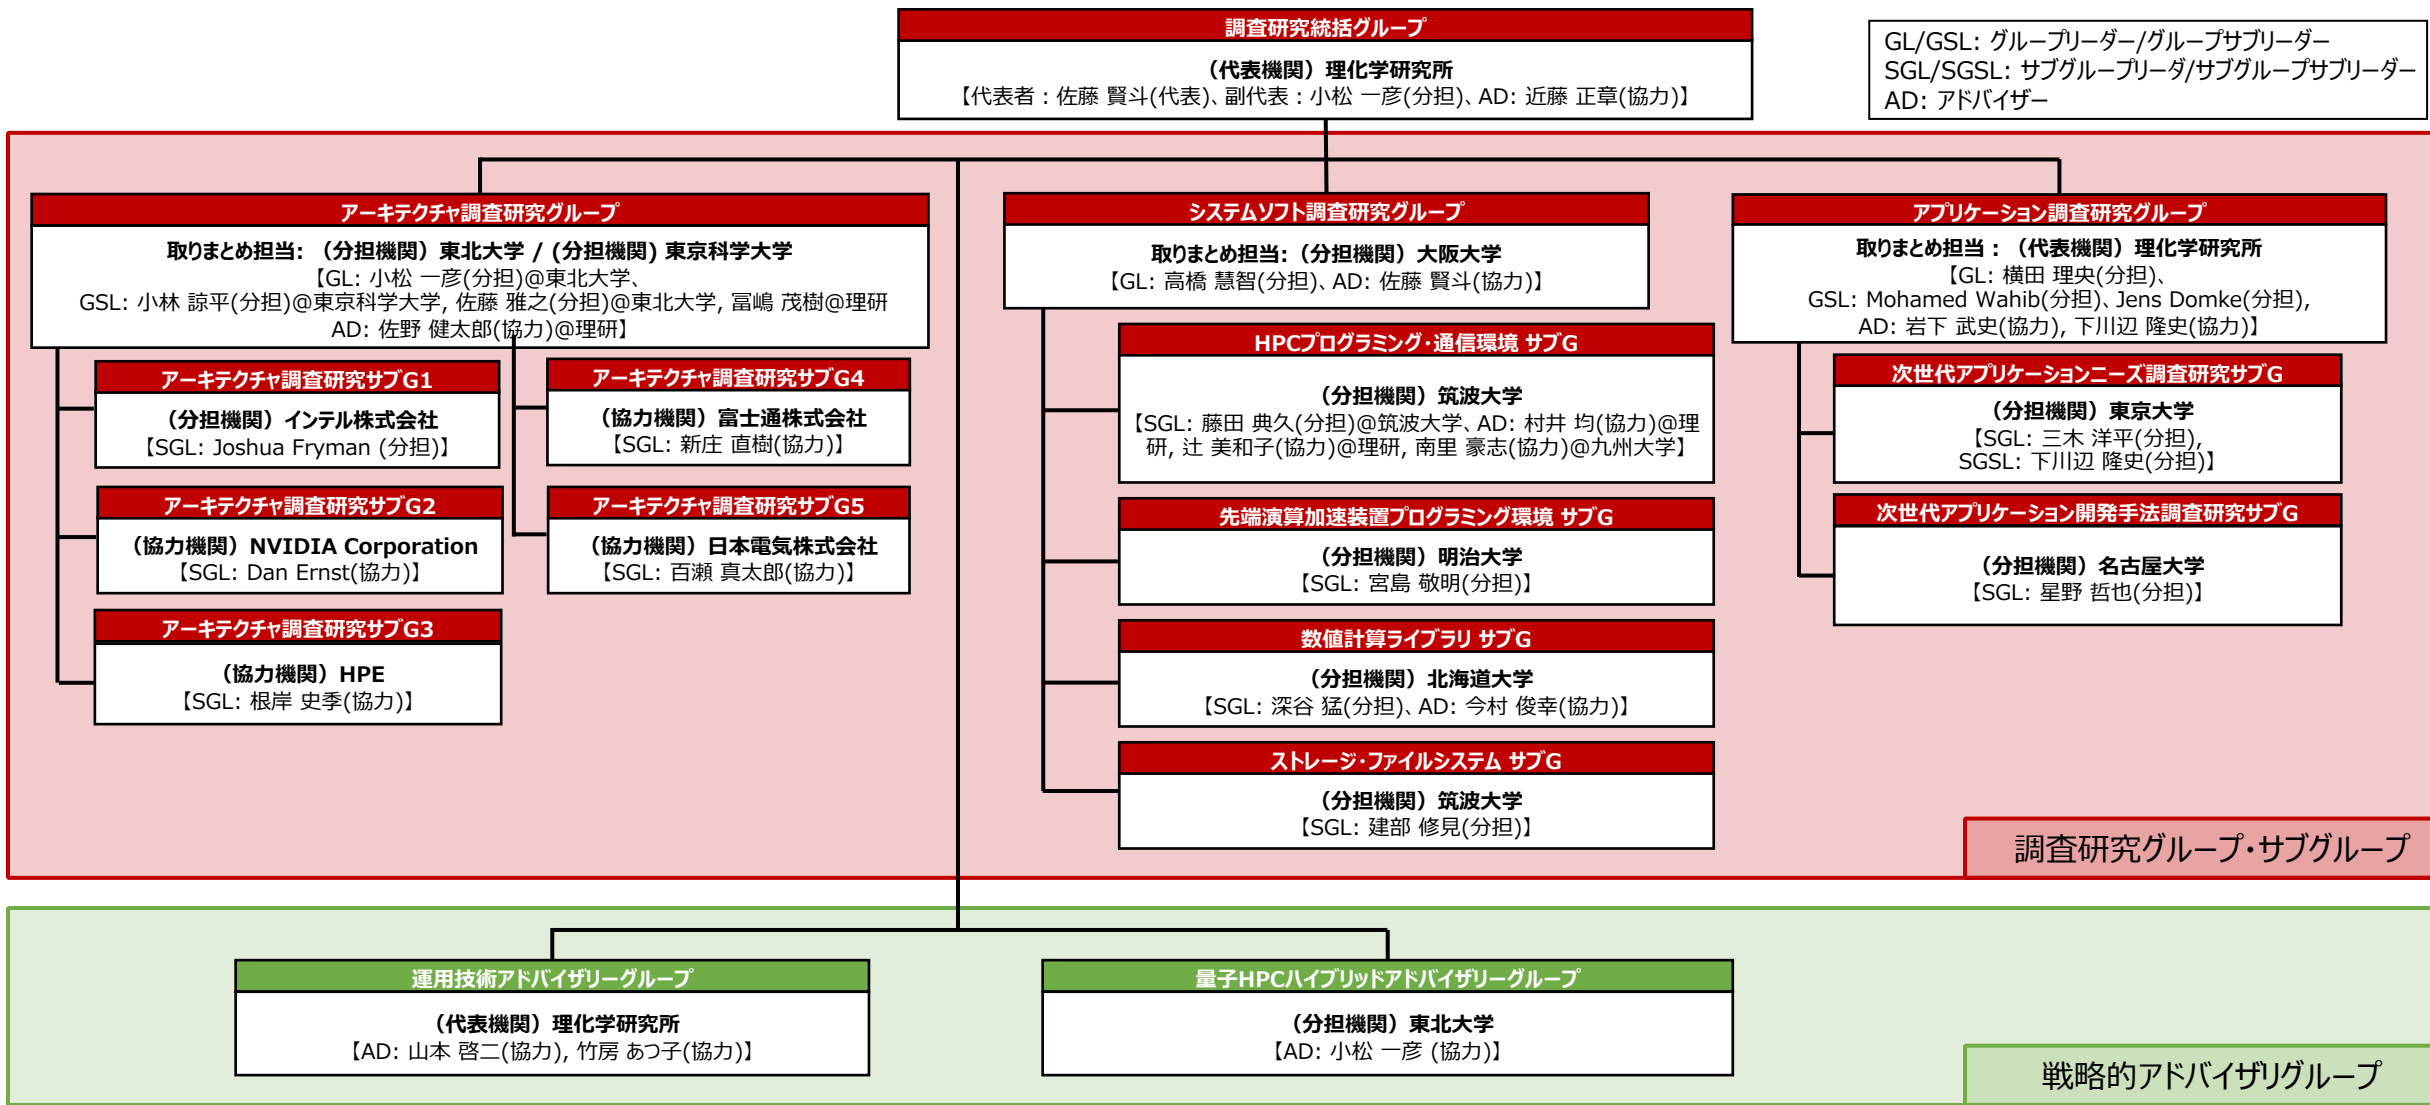 調査研究統括グループ
（代表機関）理化学研究所
【代表者：佐藤 賢斗(代表)、副代表：小松 一彦(分担)、AD: 近藤 正章(協力)】
GL/GSL: グループリーダー/グループサブリーダー
SGL/SGSL: サブグループリーダ/サブグループサブリーダー
AD: アドバイザー
アーキテクチャ調査研究グループ
取りまとめ担当: （分担機関）東北大学 / (分担機関) 東京科学大学
【GL: 小松 一彦(分担)@東北大学、
GSL: 小林 諒平(分担)@東京科学大学, 佐藤 雅之(分担)@東北大学, 冨嶋 茂樹@理研
AD: 佐野 健太郎(協力)@理研】
アーキテクチャ調査研究サブG1
（分担機関）インテル株式会社
【SGL: Joshua Fryman (分担)】
アーキテクチャ調査研究サブG2
（協力機関）NVIDIA Corporation
【SGL: Dan Ernst(協力)】
アーキテクチャ調査研究サブG3
（協力機関）HPE
【SGL: 根岸 史季(協力)】
アーキテクチャ調査研究サブG4
（協力機関）富士通株式会社
【SGL: 新庄 直樹(協力)】
アーキテクチャ調査研究サブG5
（協力機関）日本電気株式会社
【SGL: 百瀬 真太郎(協力)】
システムソフト調査研究グループ
取りまとめ担当:（分担機関）大阪大学
【GL: 高橋 慧智(分担)、AD: 佐藤 賢斗(協力)】
HPCプログラミング・通信環境 サブG
（分担機関）筑波大学
【SGL: 藤田 典久(分担)@筑波大学、AD: 村井 均(協力)@理
研, 辻 美和子(協力)@理研, 南里 豪志(協力)@九州大学】
先端演算加速装置プログラミング環境 サブG
（分担機関）明治大学
【SGL: 宮島 敬明(分担)】
数値計算ライブラリ サブG
（分担機関）北海道大学
【SGL: 深谷 猛(分担)、AD: 今村 俊幸(協力)】
ストレージ・ファイルシステム サブG
（分担機関）筑波大学
【SGL: 建部 修見(分担)】
アプリケーション調査研究グループ
取りまとめ担当：（代表機関）理化学研究所
【GL: 横田 理央(分担)、
GSL: Mohamed Wahib(分担)、Jens Domke(分担),
AD: 岩下 武史(協力), 下川辺 隆史(協力)】
次世代アプリケーションニーズ調査研究サブG
（分担機関）東京大学
【SGL: 三木 洋平(分担),
SGSL: 下川辺 隆史(分担)】
次世代アプリケーション開発手法調査研究サブG
（分担機関）名古屋大学
【SGL: 星野 哲也(分担)】
調査研究グループ・サブグループ
運用技術アドバイザリーグループ
（代表機関）理化学研究所
【AD: 山本 啓二(協力), 竹房 あつ子(協力)】
量子HPCハイブリッドアドバイザリーグループ
（分担機関）東北大学
【AD: 小松 一彦 (協力)】
戦略的アドバイザリグループ